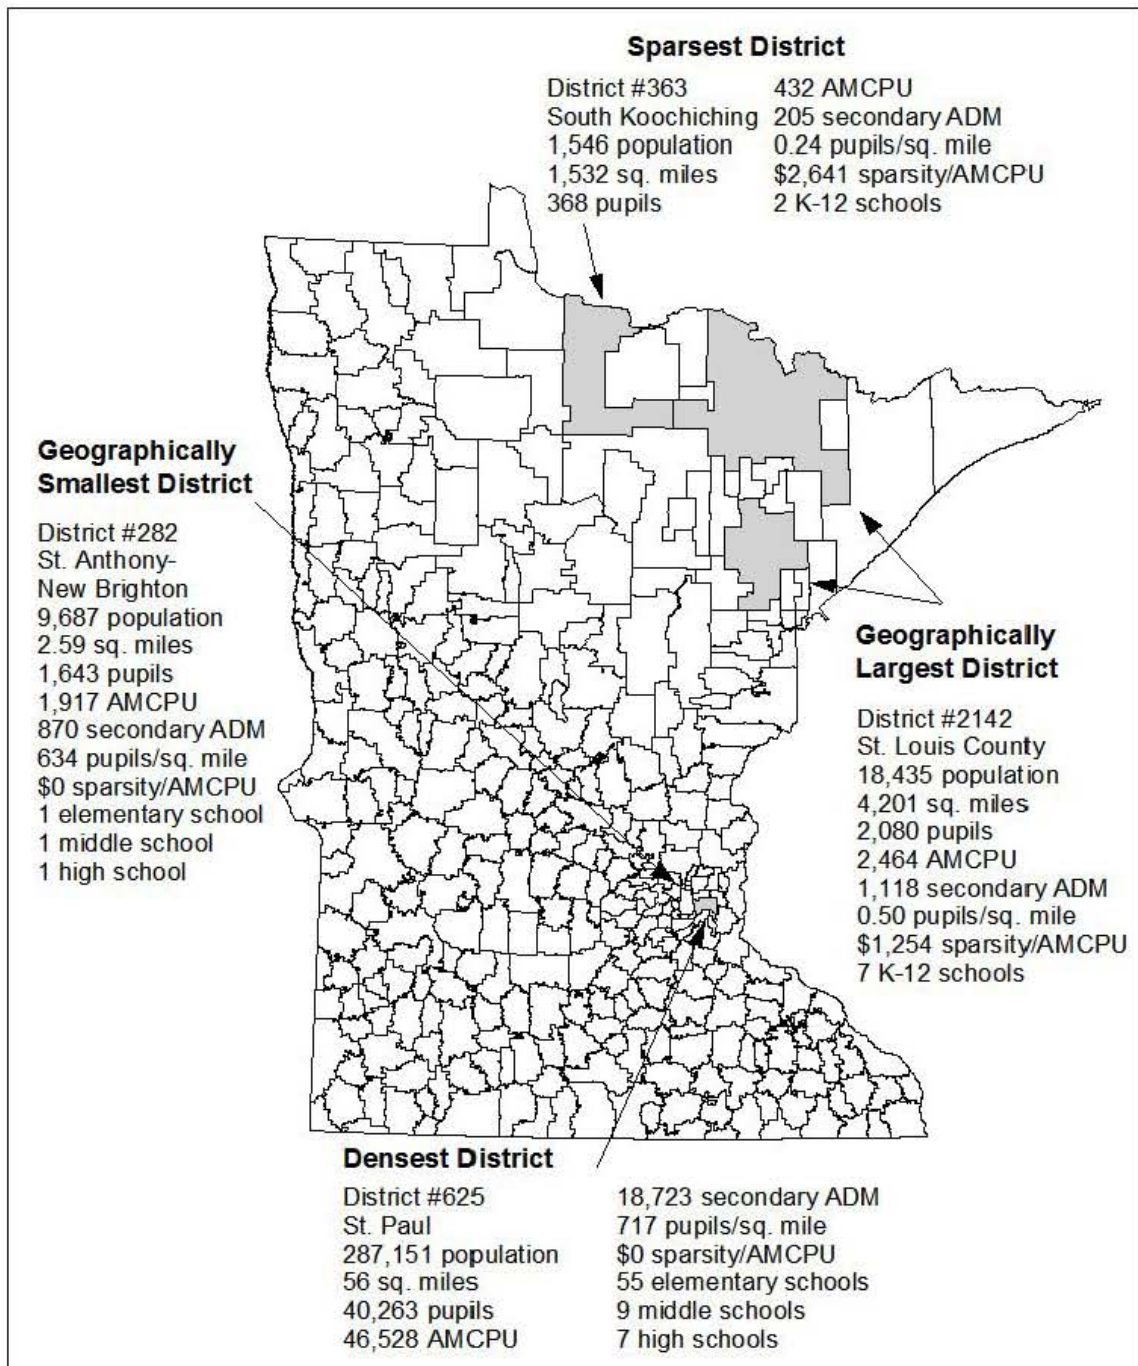 Sparsest District
District #363
South Koochiching
1,546 population
1,532 sq. miles
368 pupils
432 AMCPU
205 secondary ADM
0.24 pupils/sq. mile
$2,641 sparsity/AMCPU
2 K-12 schools
Geographically
Smallest District
District #282
St. Anthony-
New Brighton
9,687 population
2.59 sq. miles
1,643 pupils
1,917 AMCPU
870 secondary ADM
634 pupils/sq. mile
$0 sparsity/AMCPU
1 elementary school
1 middle school
1 high school
Geographically
Largest District
District #2142
St. Louis County
18,435 population
4,201 sq. miles
2,080 pupils
2,464 AMCPU
1,118 secondary ADM
0.50 pupils/sq. mile
$1,254 sparsity/AMCPU
7 K-12 schools
Densest District
District #625
St. Paul
287,151 population
56 sq. miles
40,263 pupils
46,528 AMCPU
18,723 secondary ADM
717 pupils/sq. mile
$0 sparsity/AMCPU
55 elementary schools
9 middle schools
7 high schools